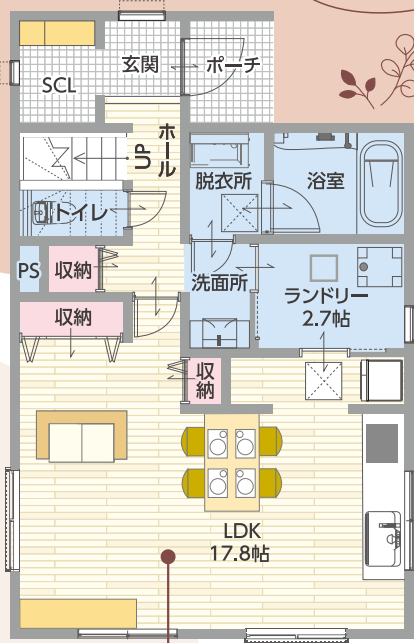 玄関
ポーチ
SCL
ホール
UP
脱衣所
浴室
トイレ
PS
収納
洗面所
ランドリー
2.7帖
収納
収納
LDK
17.8帖